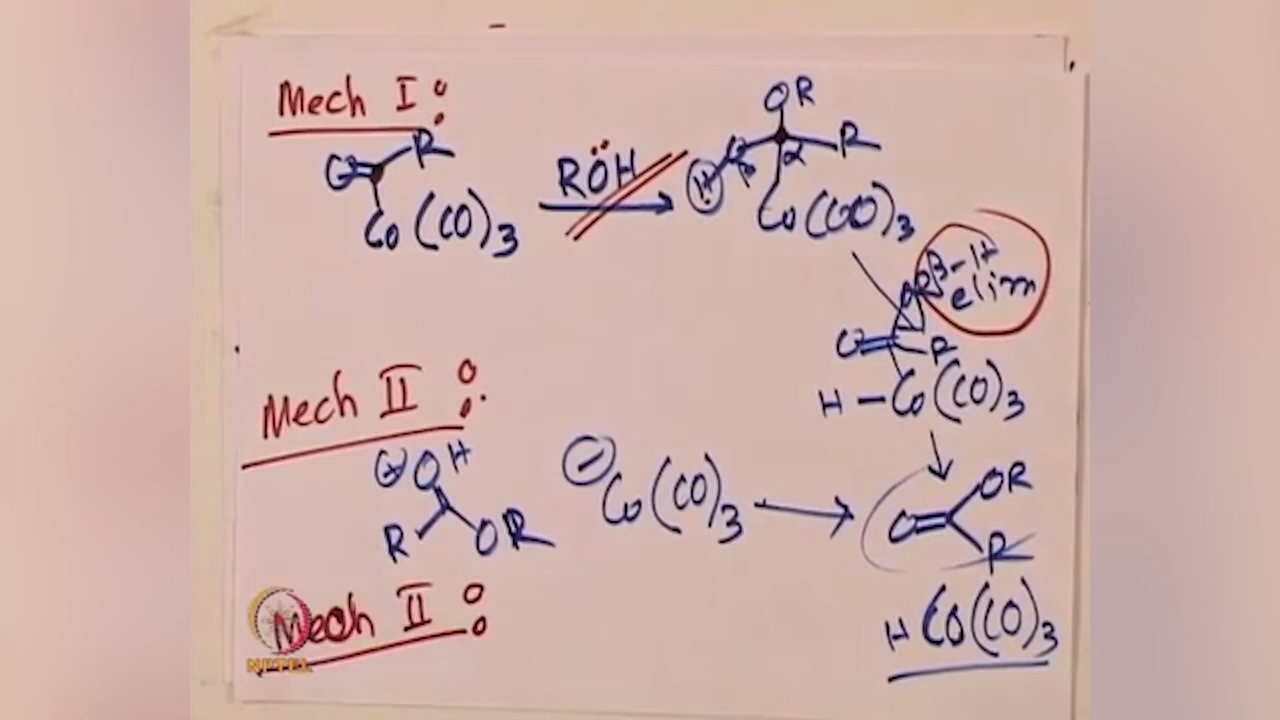 Mech I :
O R
Co(CO)3
RÖH
OR
H O α R
β
Co(CO)3
β-H
elim
OR
O R
H-Co(CO)3
Mech II :
(+) OH
R OR
(-) Co(CO)3
OR
O R
HCo(CO)3
Mech II :
NPTEL